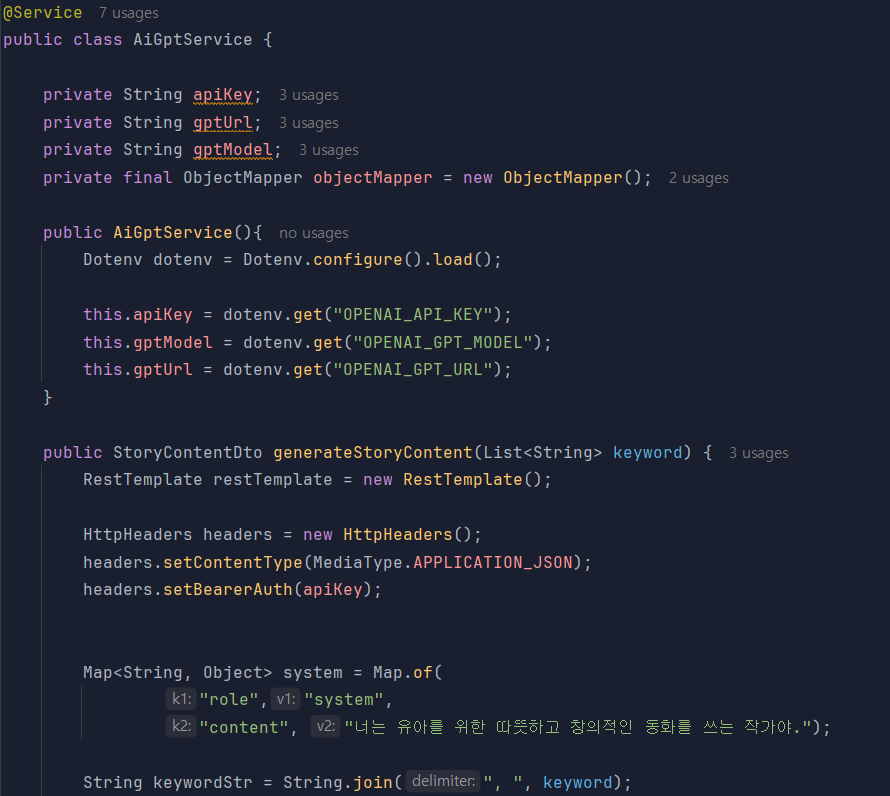 @Service 7 usages
public class AiGptService {
private String apiKey; 3 usages
private String gptUrl; 3 usages
private String gptModel; 3 usages
private final ObjectMapper objectMapper = new ObjectMapper(); 2 usages
public AiGptService(){ no usages
Dotenv dotenv = Dotenv.configure().load();
this.apiKey = dotenv.get("OPENAI_API_KEY");
this.gptModel = dotenv.get("OPENAI_GPT_MODEL");
this.gptUrl = dotenv.get("OPENAI_GPT_URL");
}
public StoryContentDto generateStoryContent(List<String> keyword) { 3 usages
RestTemplate restTemplate = new RestTemplate();
HttpHeaders headers = new HttpHeaders();
headers.setContentType(MediaType.APPLICATION_JSON);
headers.setBearerAuth(apiKey);
Map<String, Object> system = Map.of(
k1: "role", v1: "system",
k2: "content", v2: "너는 유아를 위한 따뜻하고 창의적인 동화를 쓰는 작가야.");
String keywordStr = String.join( delimiter: ", ", keyword);